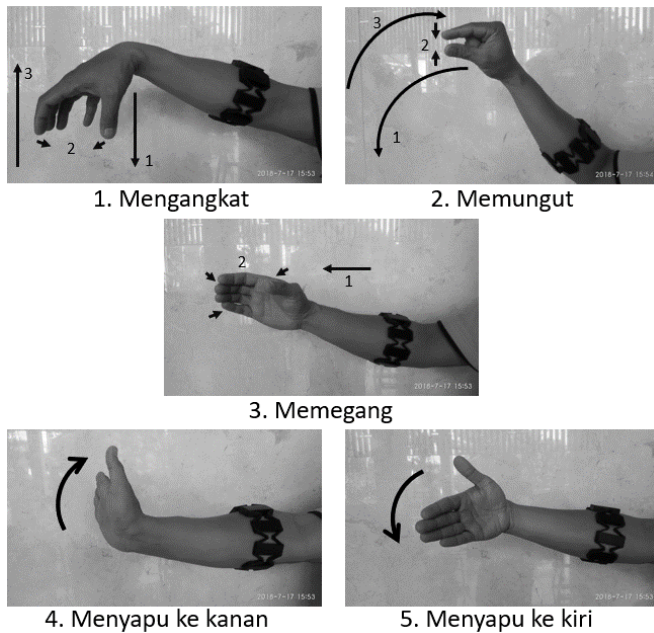 3
2
1
2018-7-17 15:53
1. Mengangkat
3
2
1
2018-7-17 15:54
2. Memungut
2
1
2018-7-17 15:53
3. Memegang
2018-7-17 15:53
4. Menyapu ke kanan
2018-7-17 15:53
5. Menyapu ke kiri